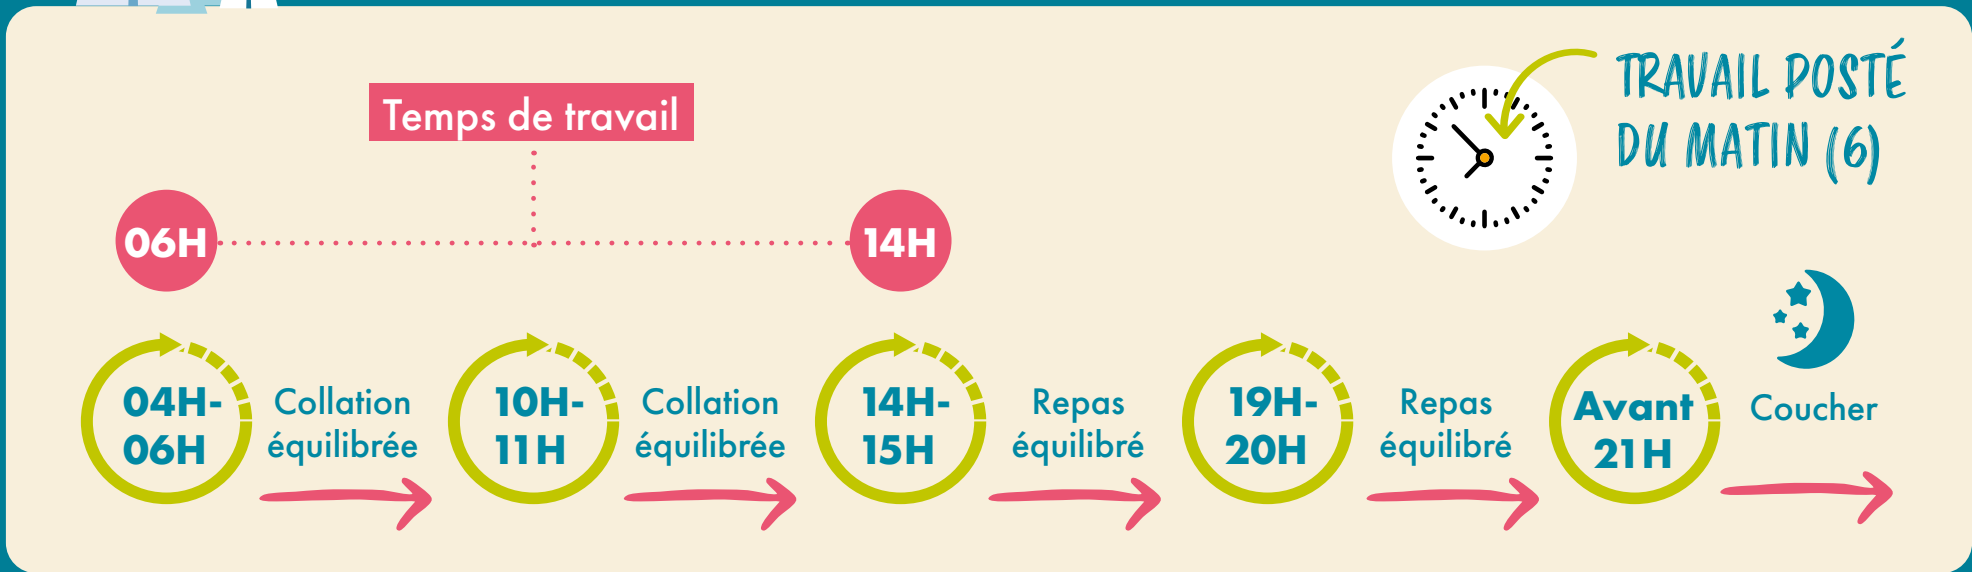 TRAVAIL POSTÉ
DU MATIN (6)
Temps de travail
06H
14H
04H-
06H
Collation
équilibrée
10H-
11H
Collation
équilibrée
14H-
15H
Repas
équilibré
19H-
20H
Repas
équilibré
Avant
21H
Coucher